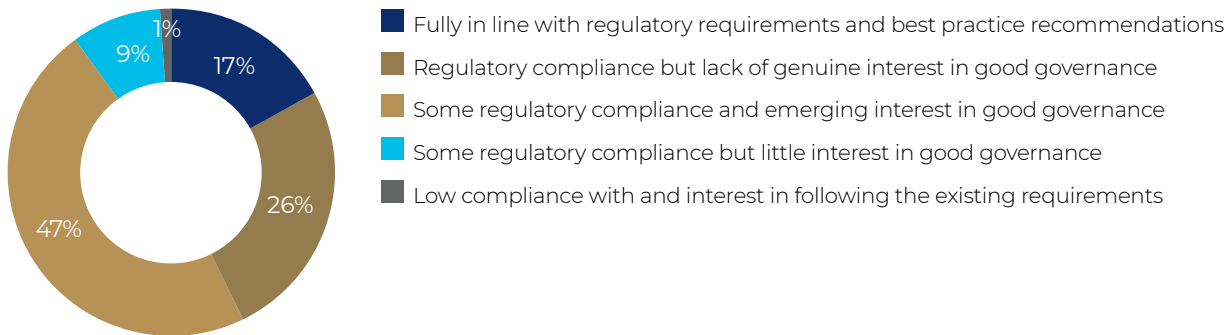 1%
9%
17%
26%
47%
Fully in line with regulatory requirements and best practice recommendations
Regulatory compliance but lack of genuine interest in good governance
Some regulatory compliance and emerging interest in good governance
Some regulatory compliance but little interest in good governance
Low compliance with and interest in following the existing requirements